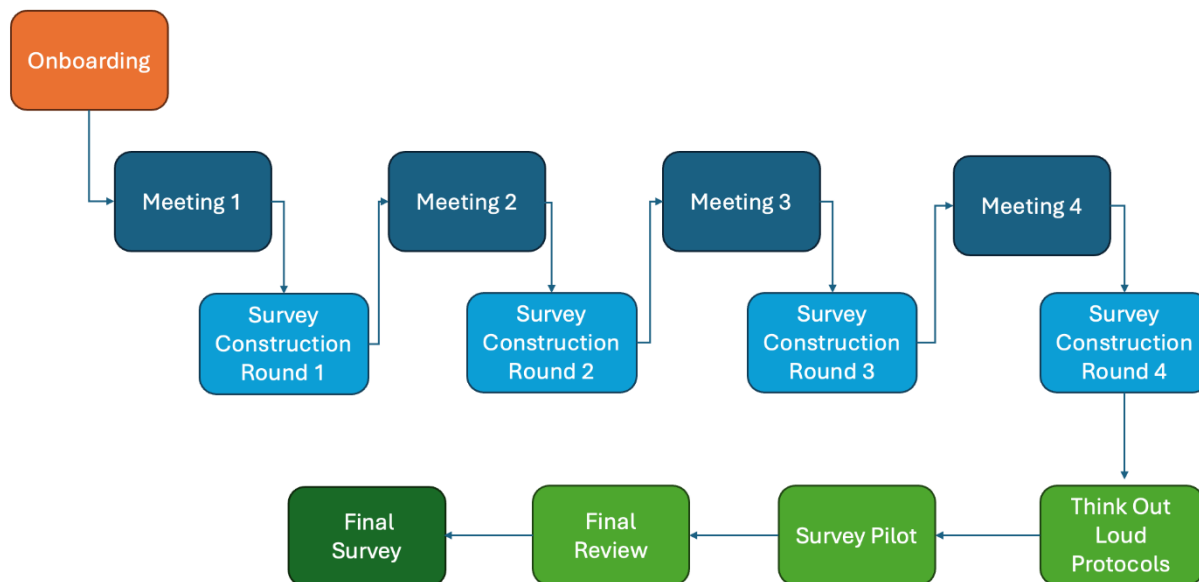 Onboarding
Meeting 1
Meeting 2
Meeting 3
Meeting 4
Survey
Construction
Round 1
Survey
Construction
Round 2
Survey
Construction
Round 3
Survey
Construction
Round 4
Final
Survey
Final
Review
Survey Pilot
Think Out
Loud
Protocols